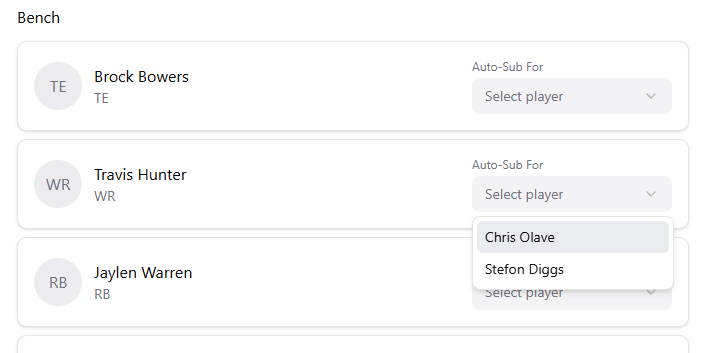 Bench
TE
Brock Bowers
TE
Auto-Sub For
Select player
WR
Travis Hunter
WR
Auto-Sub For
Select player
Chris Olave
Stefon Diggs
RB
Jaylen Warren
RB
Select player